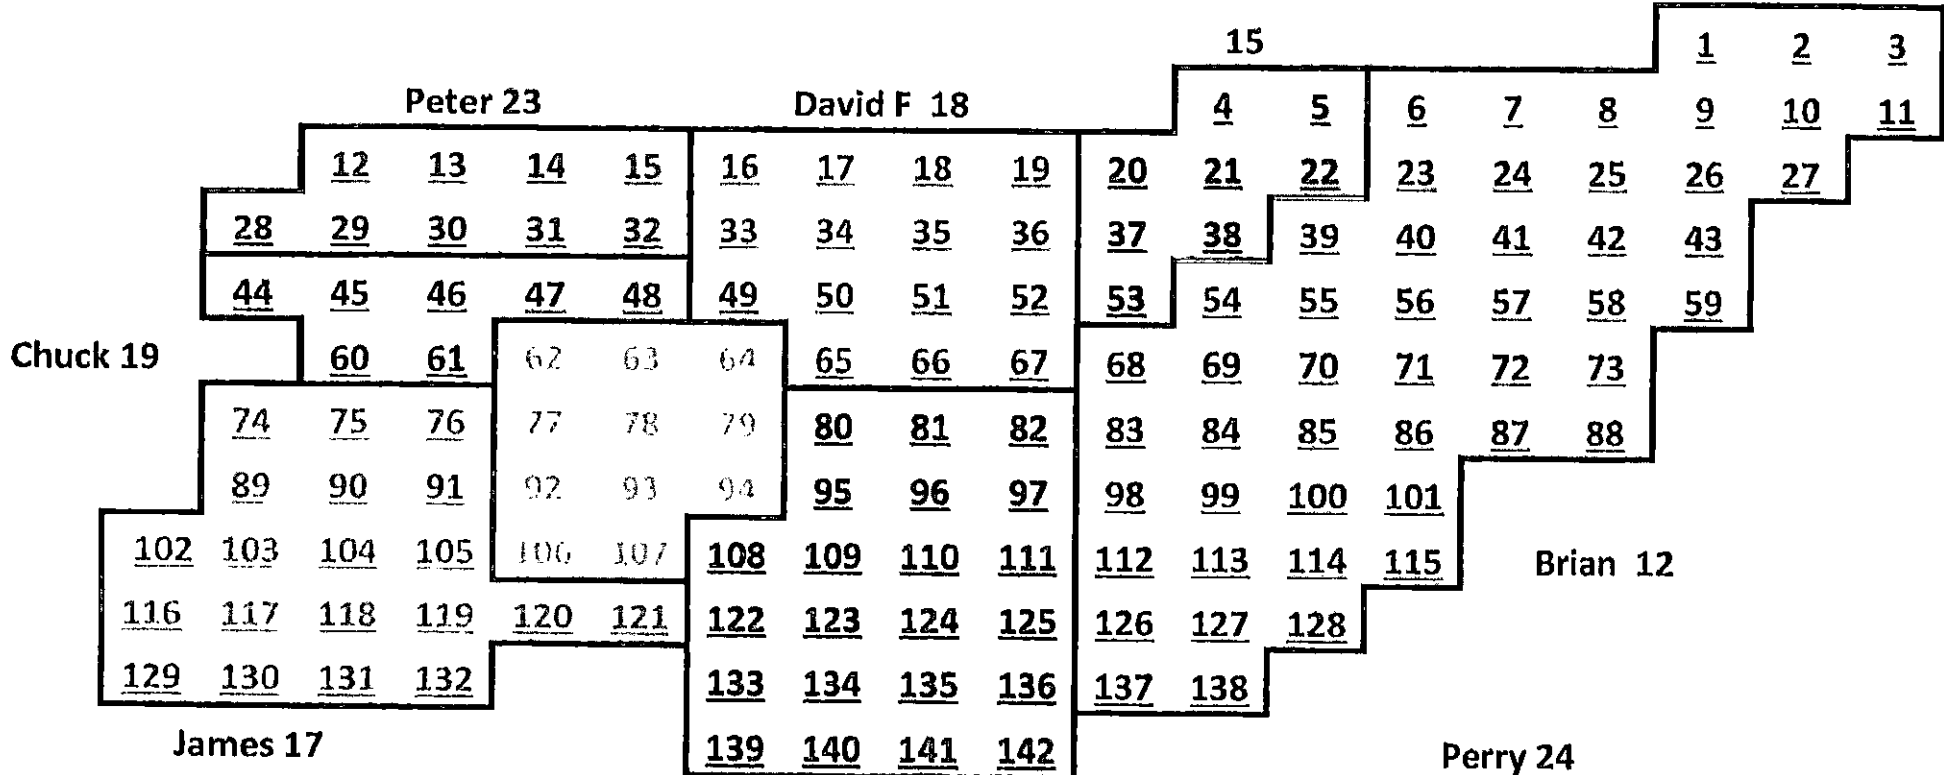 1 2 3
15
Peter 23 David F 18 4 5 6 7 8 9 10 11
12 13 14 15 16 17 18 19 20 21 22 23 24 25 26 27
28 29 30 31 32 33 34 35 36 37 38 39 40 41 42 43
44 45 46 47 48 49 50 51 52 53 54 55 56 57 58 59
Chuck 19 60 61 62 63 64 65 66 67 68 69 70 71 72 73
74 75 76 77 78 79 80 81 82 83 84 85 86 87 88
89 90 91 92 93 94 95 96 97 98 99 100 101
102 103 104 105 106 107 108 109 110 111 112 113 114 115 Brian 12
116 117 118 119 120 121 122 123 124 125 126 127 128
129 130 131 132 133 134 135 136 137 138
James 17 139 140 141 142 Perry 24